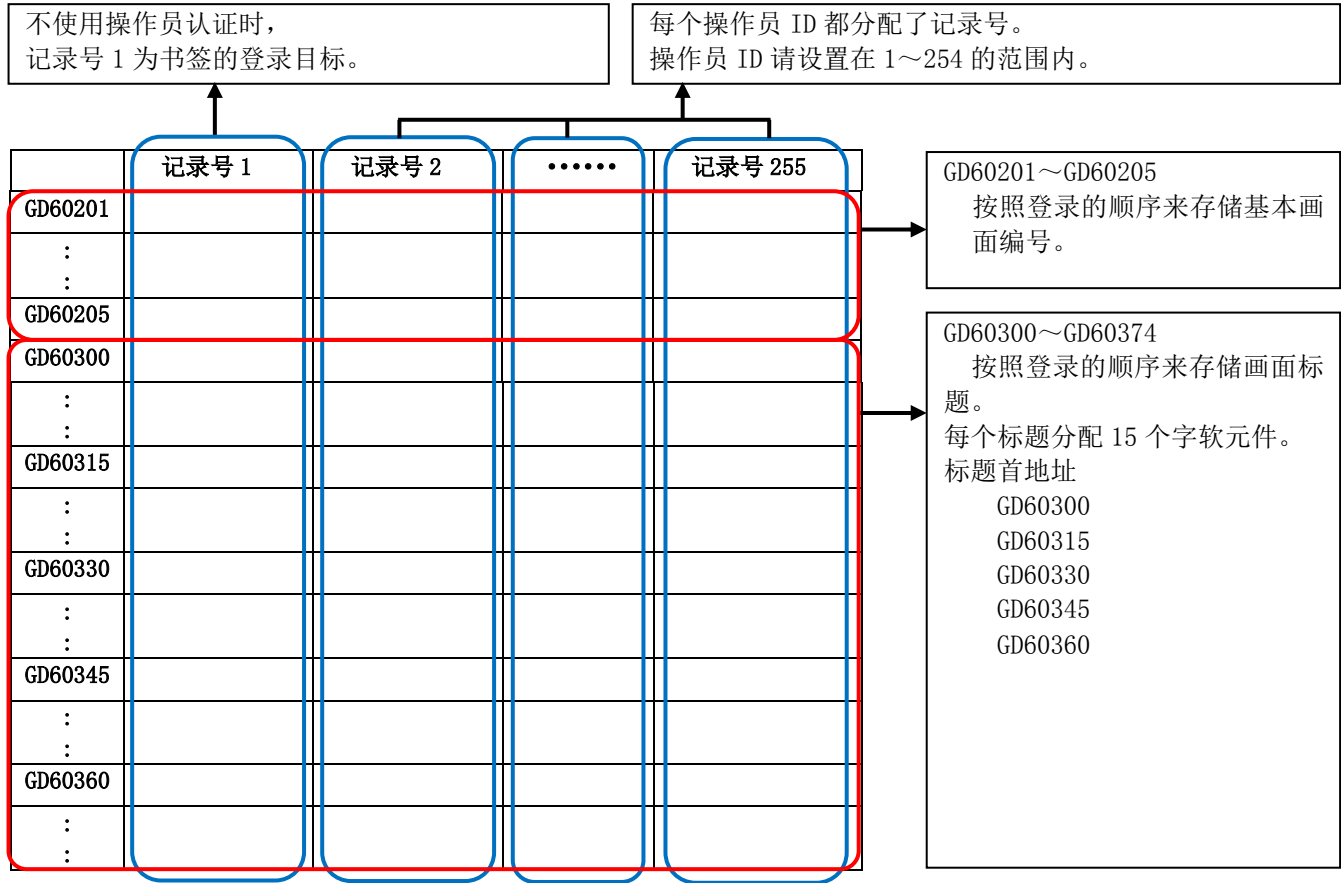 不使用操作员认证时，
记录号 1 为书签的登录目标。
每个操作员 ID 都分配了记录号。
操作员 ID 请设置在 1～254 的范围内。
记录号 1 记录号 2 ······ 记录号 255
GD60201
:
:
GD60205
GD60300
:
:
GD60315
:
:
GD60330
:
:
GD60345
:
:
GD60360
:
:
GD60201～GD60205
按照登录的顺序来存储基本画
面编号。
GD60300～GD60374
按照登录的顺序来存储画面标
题。
每个标题分配 15 个字软元件。
标题首地址
GD60300
GD60315
GD60330
GD60345
GD60360